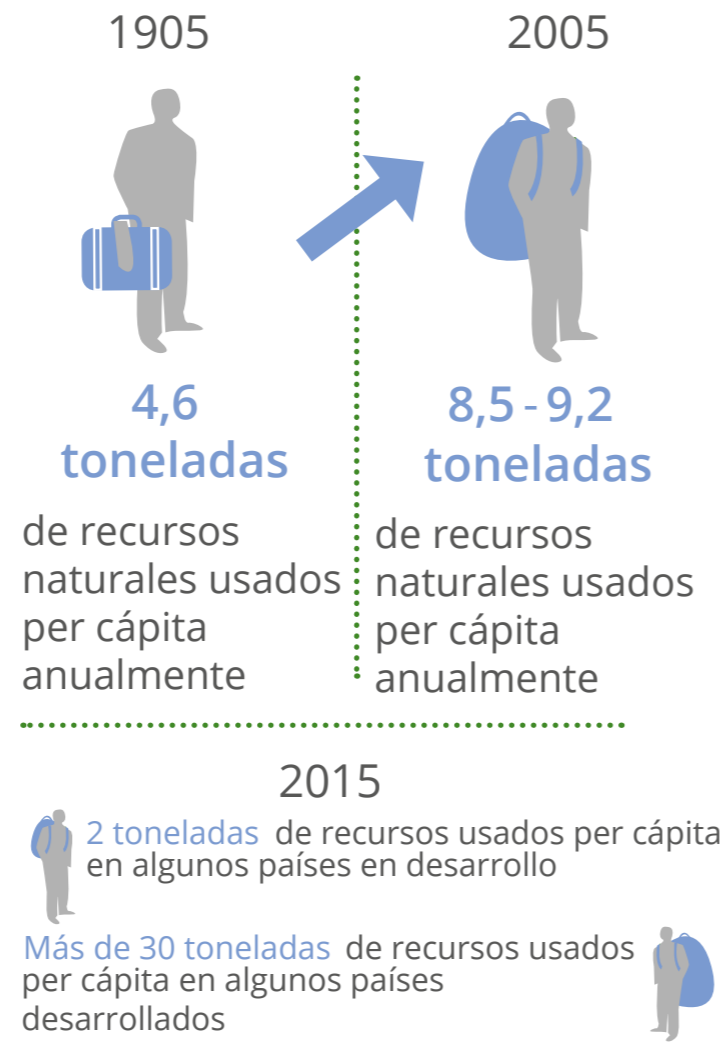 1905
4,6
toneladas
de recursos
naturales usados
per cápita
anualmente
2005
8,5 - 9,2
toneladas
de recursos
naturales usados
per cápita
anualmente
2015
2 toneladas de recursos usados per cápita
en algunos países en desarrollo
Más de 30 toneladas de recursos usados
per cápita en algunos países
desarrollados